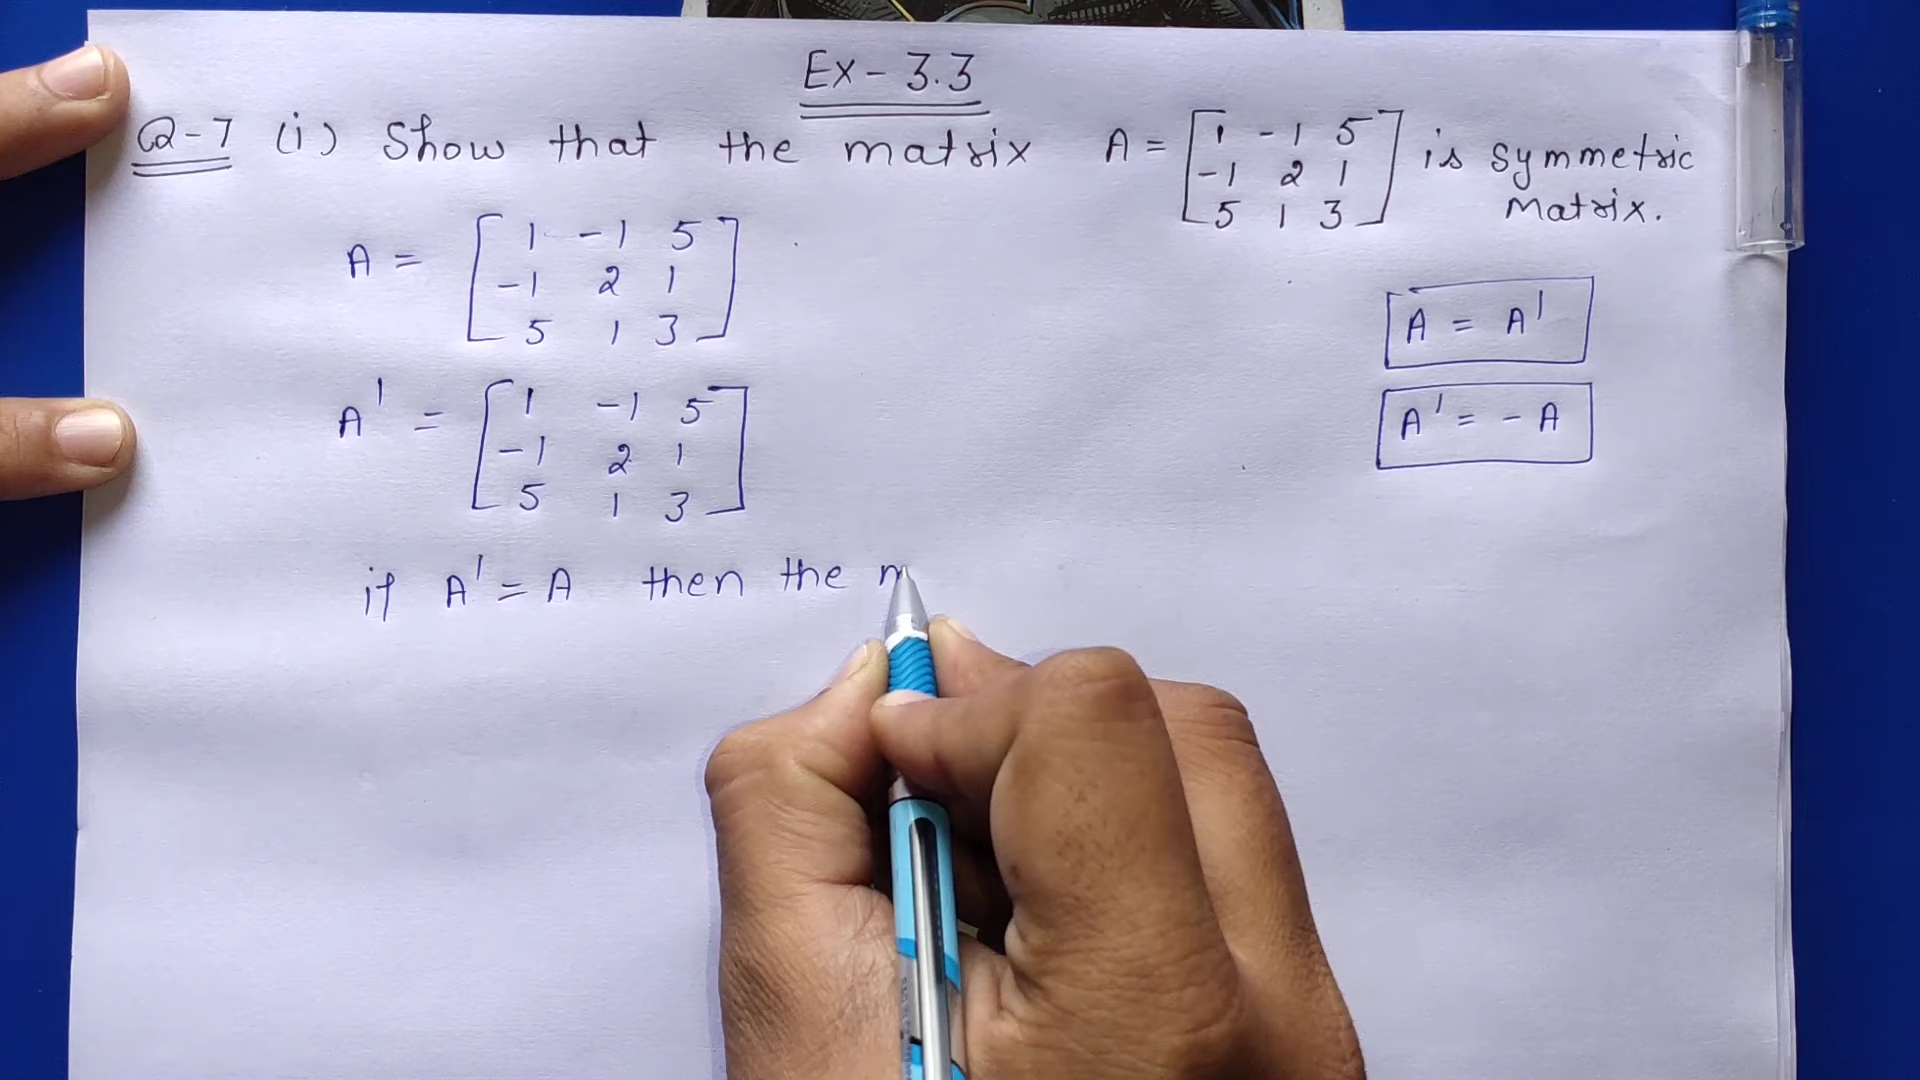 Ex - 3.3
Q-7 (i) Show that the matrix A = [1 -1 5
-1 2 1
5 1 3] is symmetric
Matrix.
A = [1 -1 5
-1 2 1
5 1 3]
A = A'
A' = [1 -1 5
-1 2 1
5 1 3]
A' = - A
if A' = A then the m